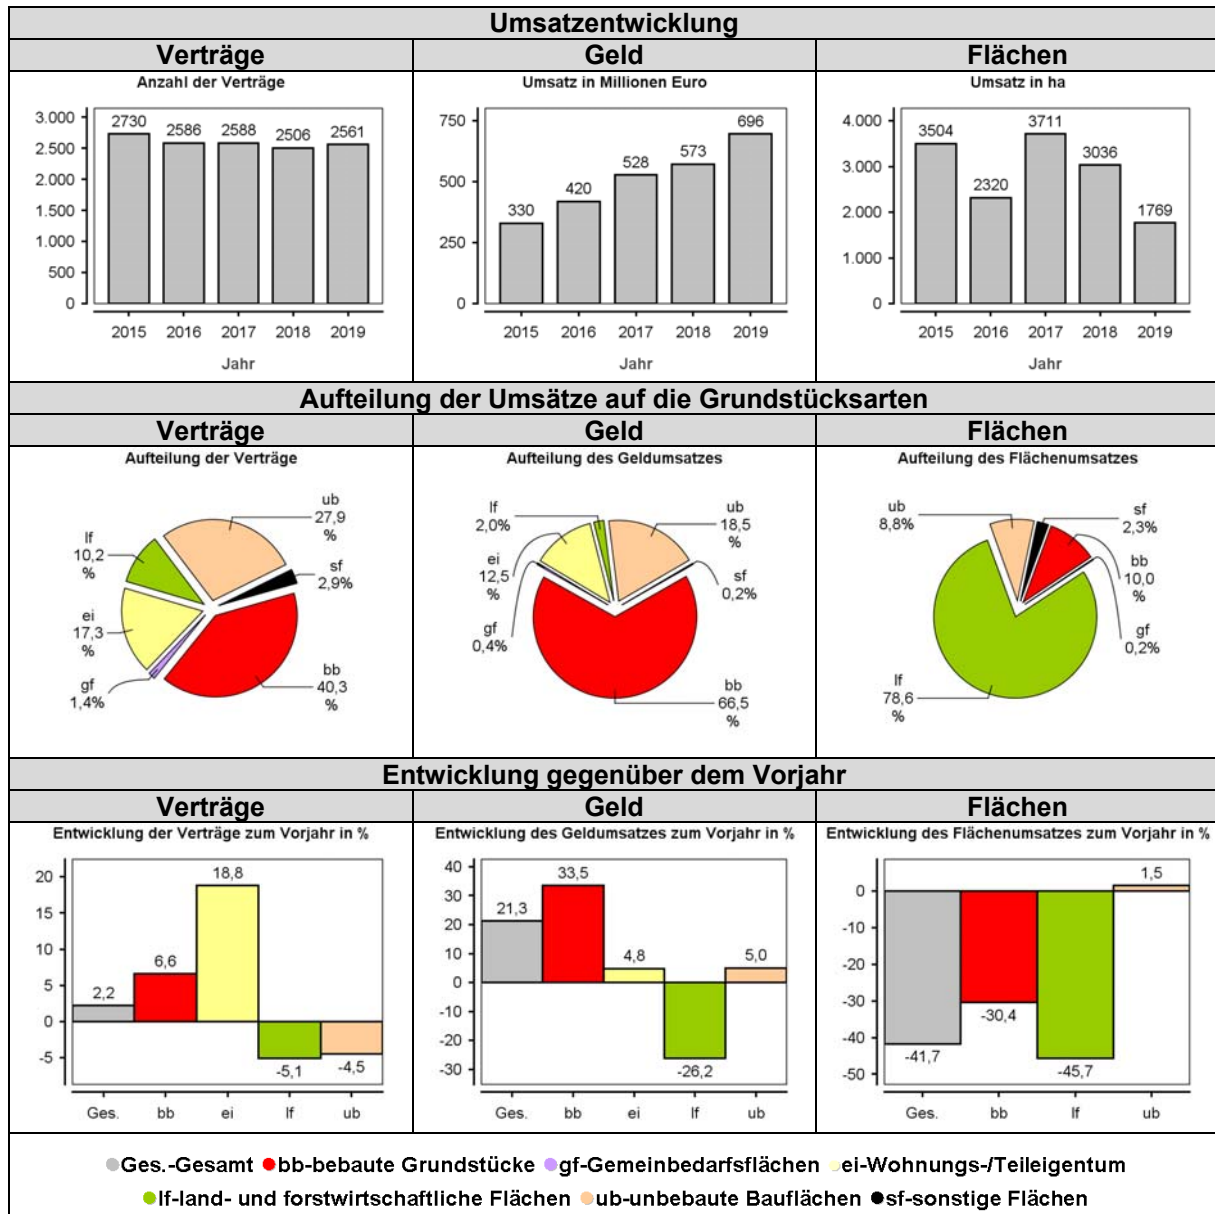 Umsatzentwicklung
Verträge Geld Flächen
Anzahl der Verträge
3.000
2.500
2.000
1.500
1.000
500
0
2730
2586
2588
2506
2561
2015 2016 2017 2018 2019
Jahr
Umsatz in Millionen Euro
750
500
250
0
330
420
528
573
696
2015 2016 2017 2018 2019
Jahr
Umsatz in ha
4.000
3.000
2.000
1.000
0
3504
2320
3711
3036
1769
2015 2016 2017 2018 2019
Jahr
Aufteilung der Umsätze auf die Grundstücksarten
Verträge Geld Flächen
Aufteilung der Verträge
ub
27,9
%
lf
10,2
%
sf
2,9%
ei
17,3
%
gf
1,4%
bb
40,3
%
Aufteilung des Geldumsatzes
lf
2,0%
ub
18,5
%
ei
12,5
%
sf
0,2%
gf
0,4%
bb
66,5
%
Aufteilung des Flächenumsatzes
ub
8,8%
sf
2,3%
bb
10,0
%
gf
0,2%
lf
78,6
%
Entwicklung gegenüber dem Vorjahr
Verträge Geld Flächen
Entwicklung der Verträge zum Vorjahr in %
20
15
10
5
0
-5
2,2
6,6
18,8
-5,1
-4,5
Ges. bb ei lf ub
Entwicklung des Geldumsatzes zum Vorjahr in %
40
30
20
10
0
-10
-20
-30
21,3
33,5
4,8
-26,2
5,0
Ges. bb ei lf ub
Entwicklung des Flächenumsatzes zum Vorjahr in %
0
-10
-20
-30
-40
-50
-41,7
-30,4
-45,7
1,5
Ges. bb lf ub
Ges.-Gesamt bb-bebaute Grundstücke gf-Gemeinbedarfsflächen ei-Wohnungs-/Teileigentum
lf-land- und forstwirtschaftliche Flächen ub-unbebaute Bauflächen sf-sonstige Flächen